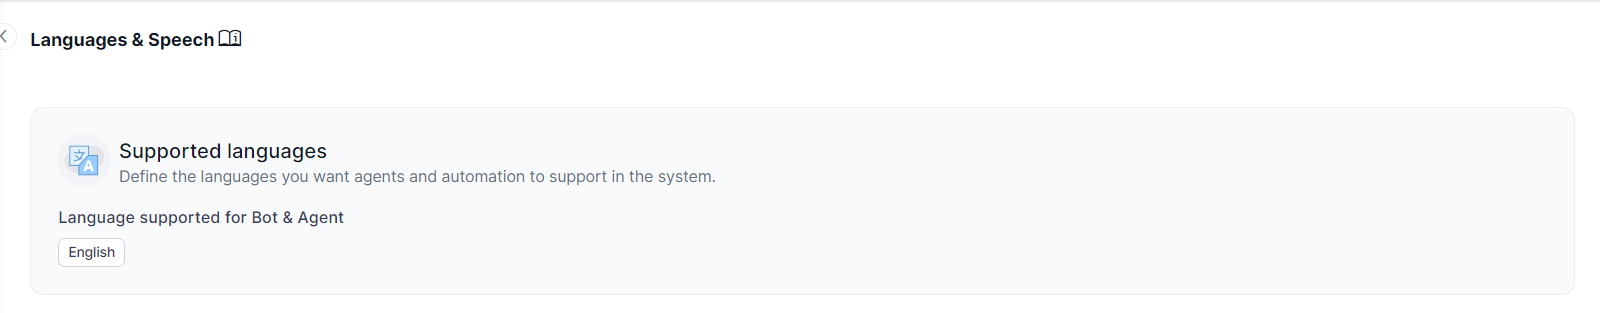 Languages & Speech
Supported languages
Define the languages you want agents and automation to support in the system.
Language supported for Bot & Agent
English